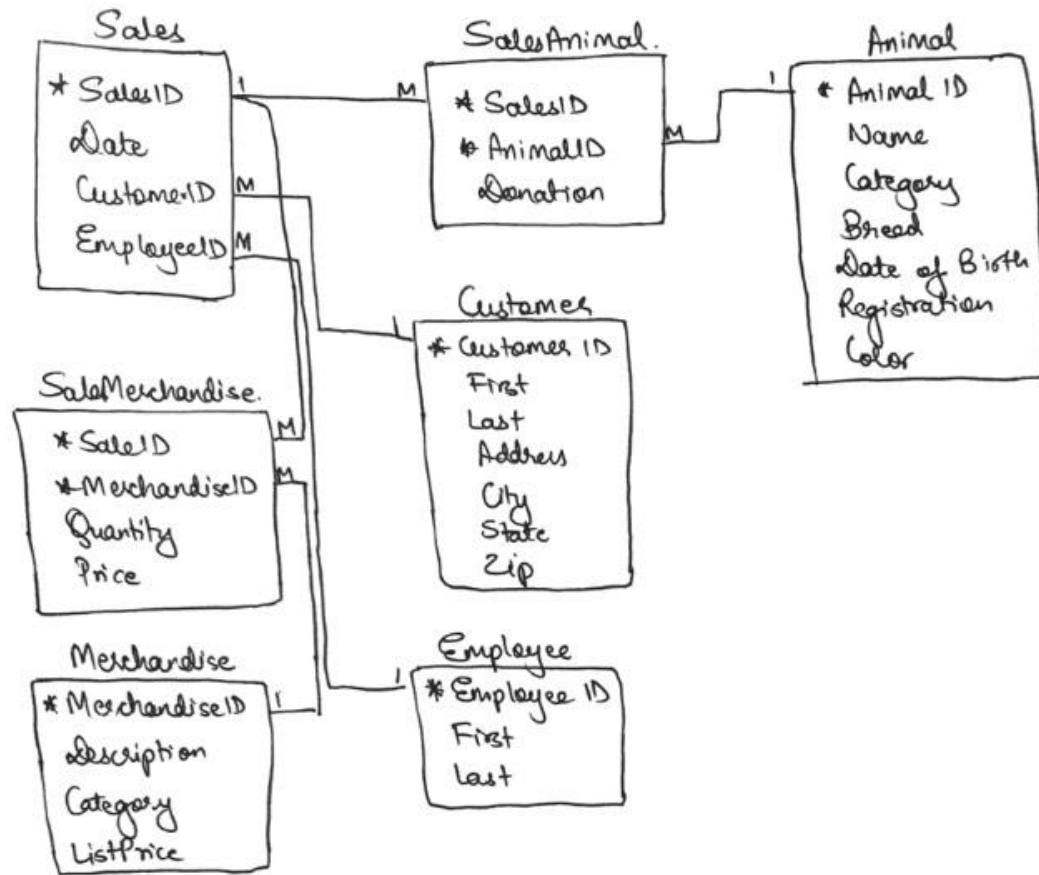 Sales
* SalesID
Date
CustomerID
EmployeeID
1
M
M
M
SalesAnimal.
* SalesID
* AnimalID
Donation
M
1
Animal
* Animal ID
Name
Category
Breed
Date of Birth
Registration
Color
Customer
1
* Customer ID
First
Last
Address
City
State
Zip
SaleMerchandise.
* SaleID
* MerchandiseID
Quantity
Price
M
M
Merchandise
* MerchandiseID
Description
Category
ListPrice
1
Employee
1
* Employee ID
First
Last